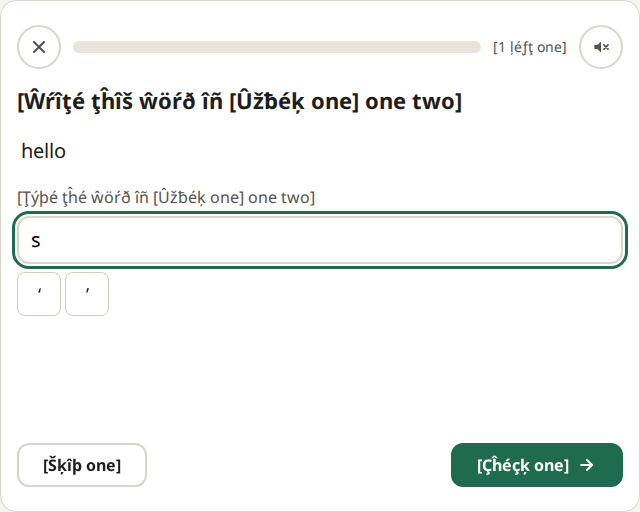 [1 ļéƒţ one]
[Ŵŕîţé ţĥîš ŵöŕð îñ [Ûžƀéķ one] one two]
hello
[Ţýþé ţĥé ŵöŕð îñ [Ûžƀéķ one] one two]
s
ʻ ʼ
[Šķîþ one] [Çĥéçķ one] →